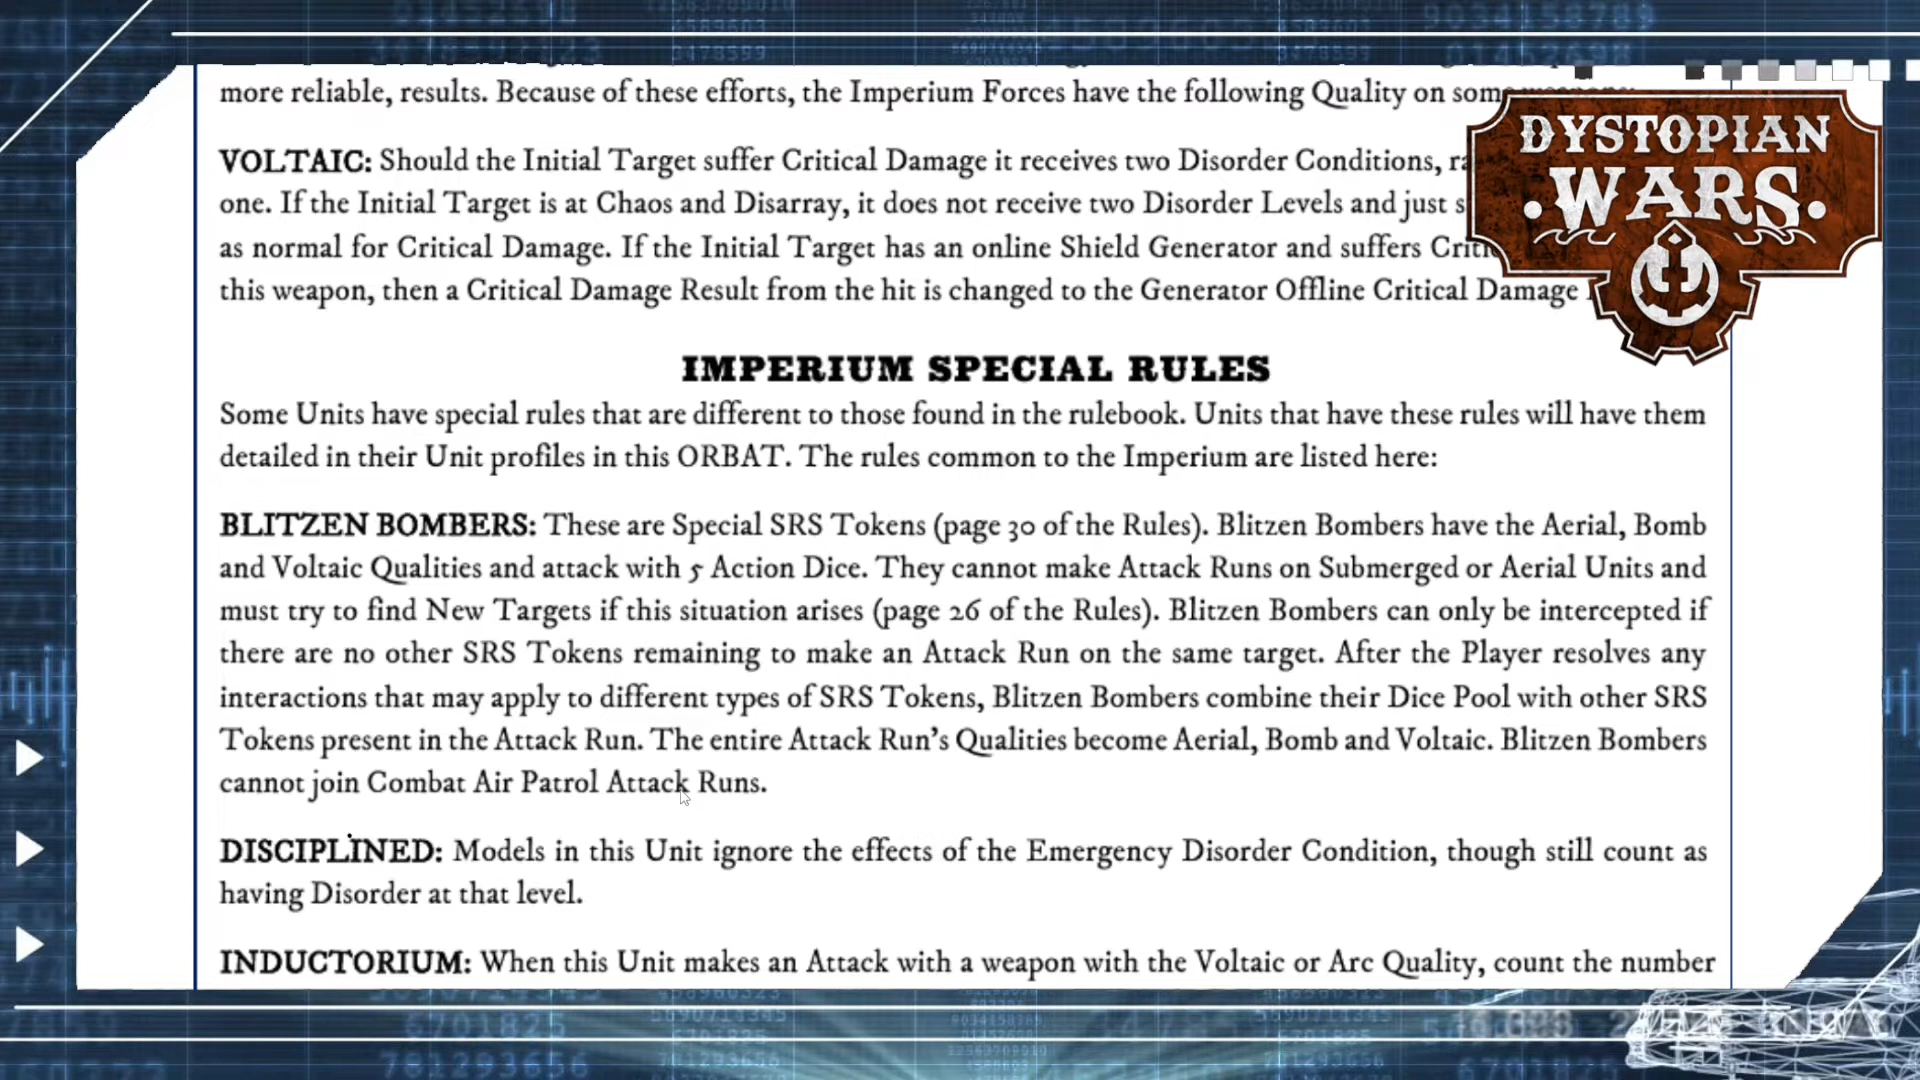 more reliable, results. Because of these efforts, the Imperium Forces have the following Quality on some
DYSTOPIAN
WARS
VOLTAIC: Should the Initial Target suffer Critical Damage it receives two Disorder Conditions,
one. If the Initial Target is at Chaos and Disarray, it does not receive two Disorder Levels and just
as normal for Critical Damage. If the Initial Target has an online Shield Generator and suffers
this weapon, then a Critical Damage Result from the hit is changed to the Generator Offline Critical Damage
IMPERIUM SPECIAL RULES
Some Units have special rules that are different to those found in the rulebook. Units that have these rules will have them
detailed in their Unit profiles in this ORBAT. The rules common to the Imperium are listed here:
BLITZEN BOMBERS: These are Special SRS Tokens (page 30 of the Rules). Blitzen Bombers have the Aerial, Bomb
and Voltaic Qualities and attack with 5 Action Dice. They cannot make Attack Runs on Submerged or Aerial Units and
must try to find New Targets if this situation arises (page 26 of the Rules). Blitzen Bombers can only be intercepted if
there are no other SRS Tokens remaining to make an Attack Run on the same target. After the Player resolves any
interactions that may apply to different types of SRS Tokens, Blitzen Bombers combine their Dice Pool with other SRS
Tokens present in the Attack Run. The entire Attack Run's Qualities become Aerial, Bomb and Voltaic. Blitzen Bombers
cannot join Combat Air Patrol Attack Runs.
DISCIPLINED: Models in this Unit ignore the effects of the Emergency Disorder Condition, though still count as
having Disorder at that level.
INDUCTORIUM: When this Unit makes an Attack with a weapon with the Voltaic or Arc Quality, count the number
6701825
781293656